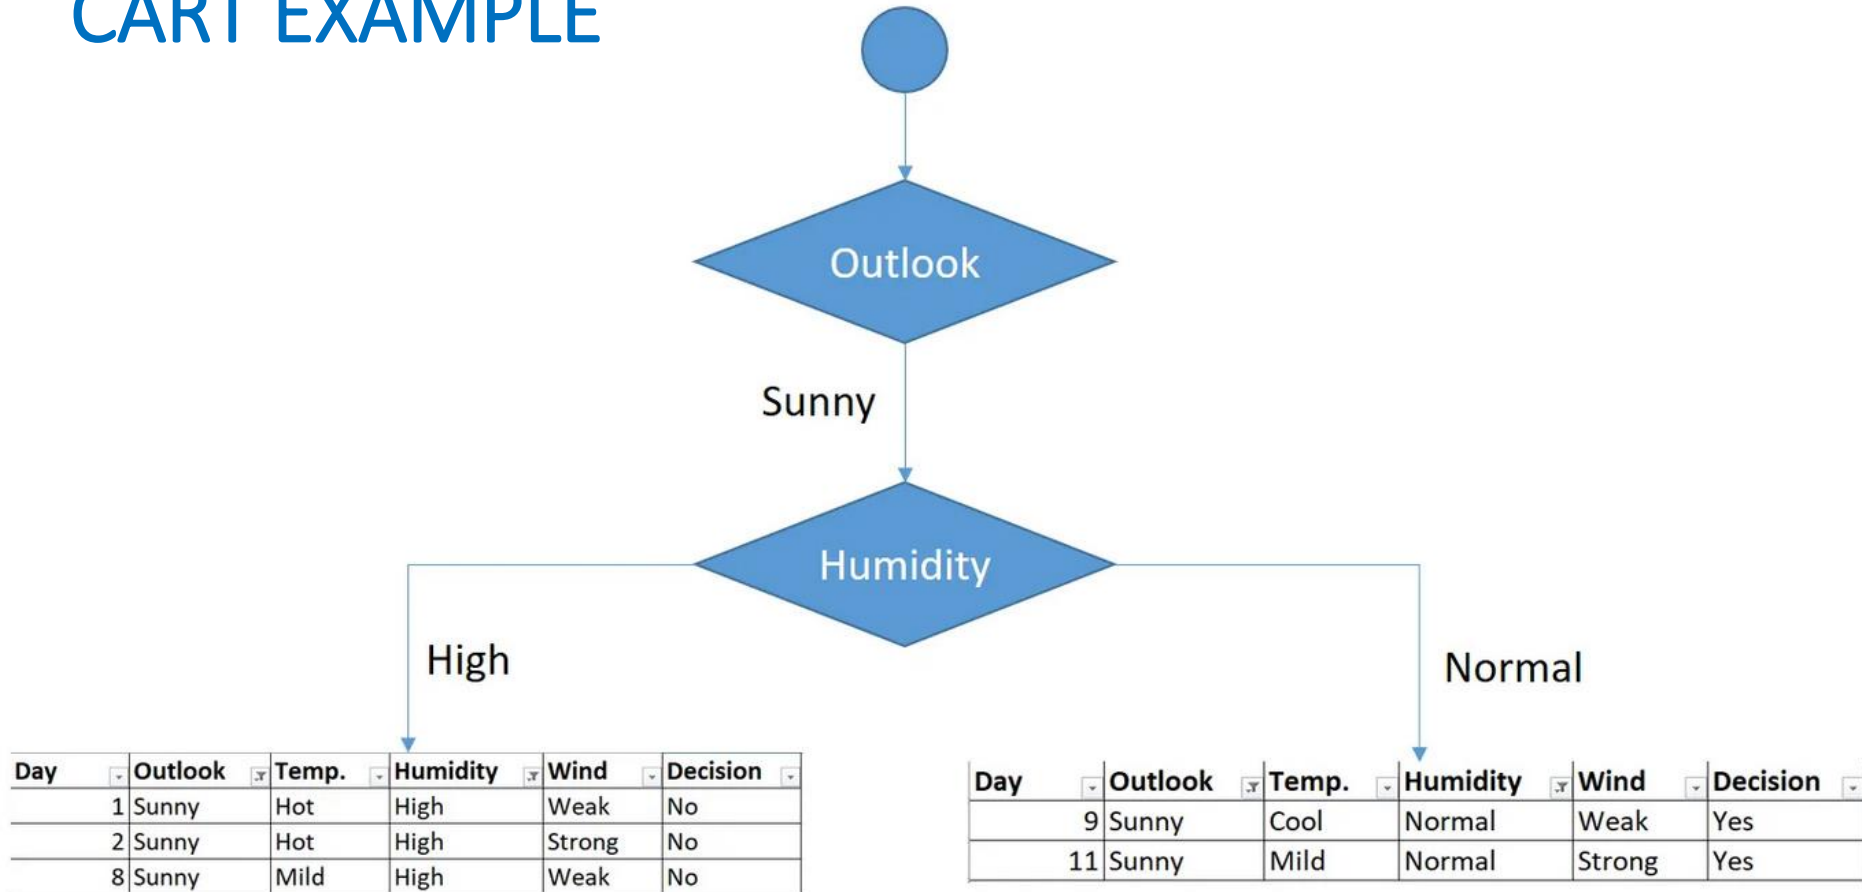 CART EXAMPLE
Outlook
Sunny
Humidity
High
Normal
Day Outlook Temp. Humidity Wind Decision
1 Sunny Hot High Weak No
2 Sunny Hot High Strong No
8 Sunny Mild High Weak No
Day Outlook Temp. Humidity Wind Decision
9 Sunny Cool Normal Weak Yes
11 Sunny Mild Normal Strong Yes